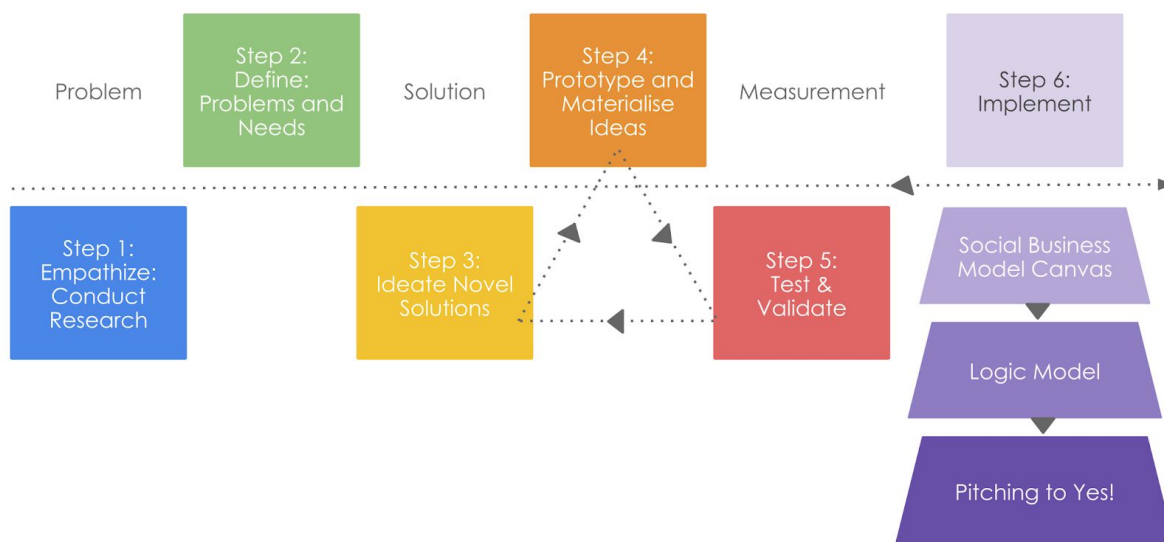 Problem
Step 2:
Define:
Problems and
Needs
Solution
Step 4:
Prototype and
Materialise
Ideas
Measurement
Step 6:
Implement
Step 1:
Empathize:
Conduct
Research
Step 3:
Ideate Novel
Solutions
Step 5:
Test &
Validate
Social Business
Model Canvas
Logic Model
Pitching to Yes!